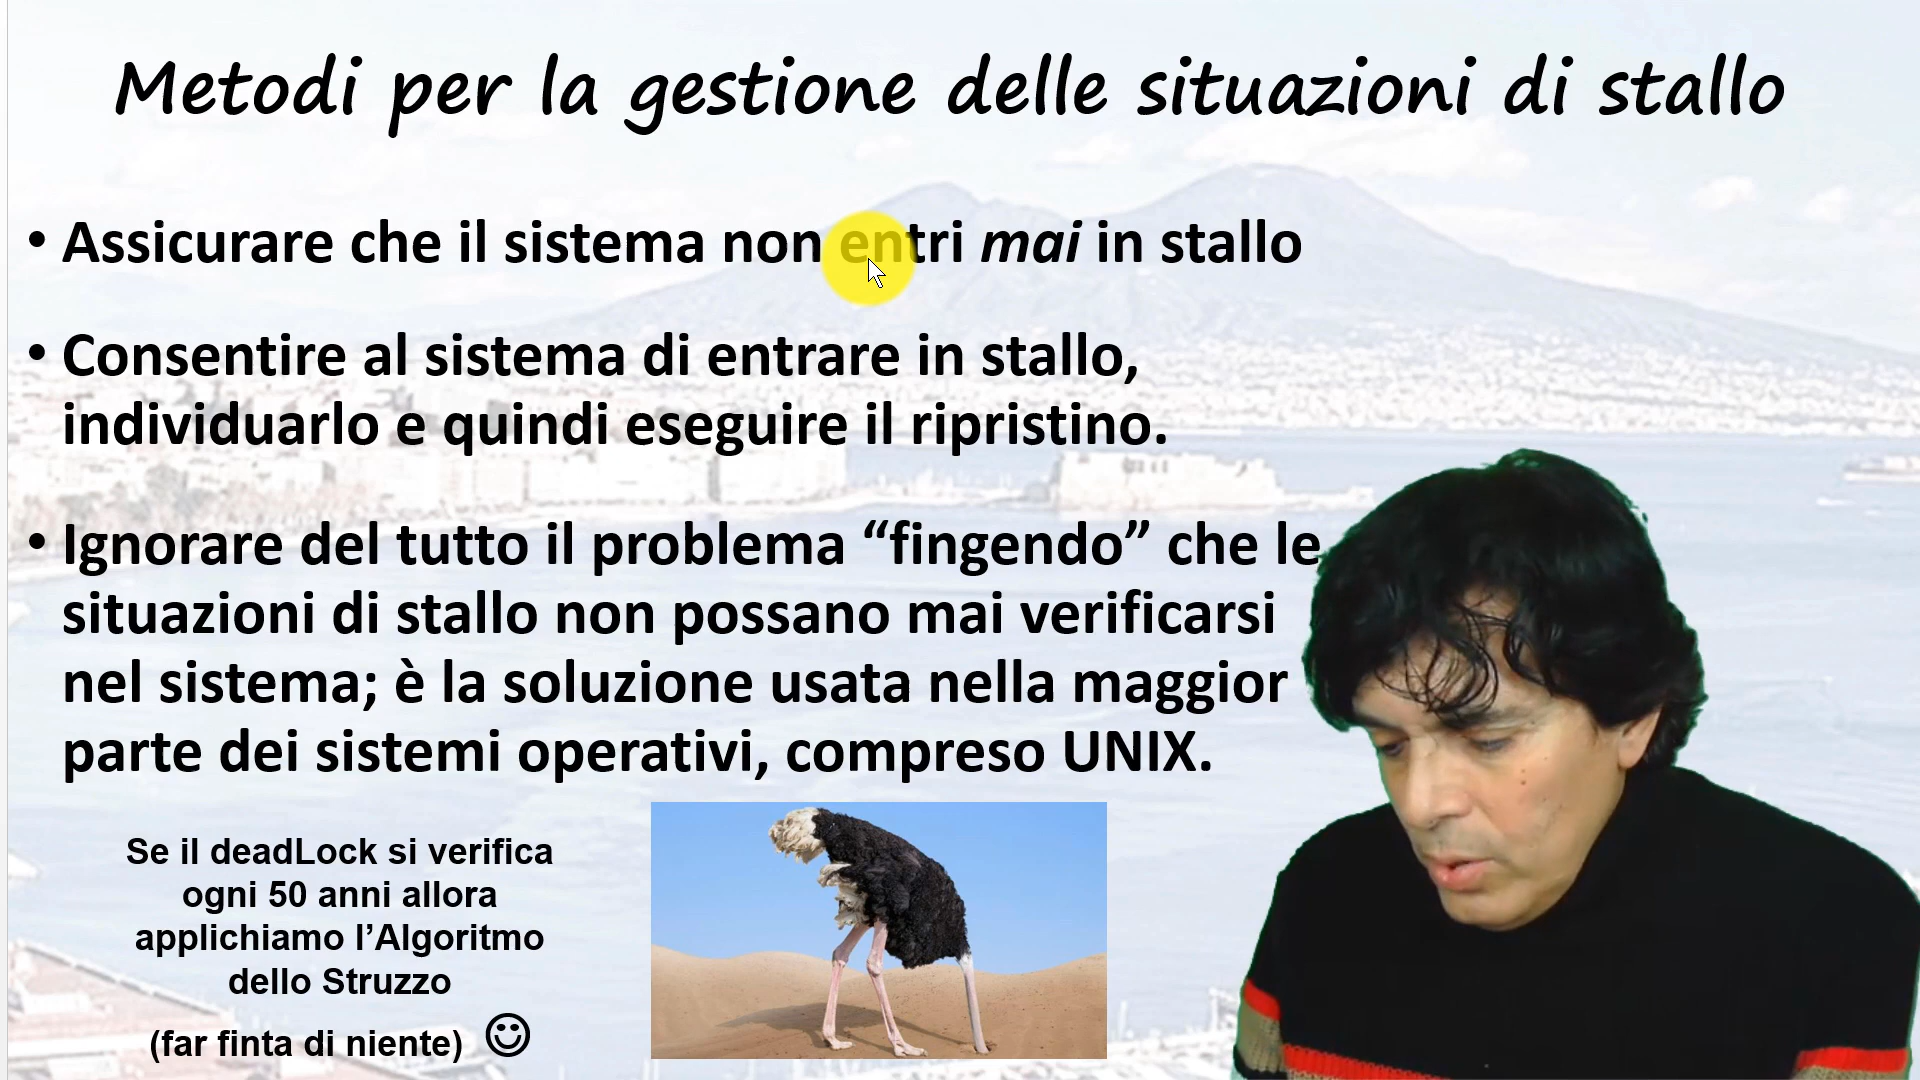 Metodi per la gestione delle situazioni di stallo
• Assicurare che il sistema non entri mai in stallo
• Consentire al sistema di entrare in stallo,
individuarlo e quindi eseguire il ripristino.
• Ignorare del tutto il problema “fingendo” che le
situazioni di stallo non possano mai verificarsi
nel sistema; è la soluzione usata nella maggior
parte dei sistemi operativi, compreso UNIX.
Se il deadLock si verifica
ogni 50 anni allora
applichiamo l’Algoritmo
dello Struzzo
(far finta di niente) ☺